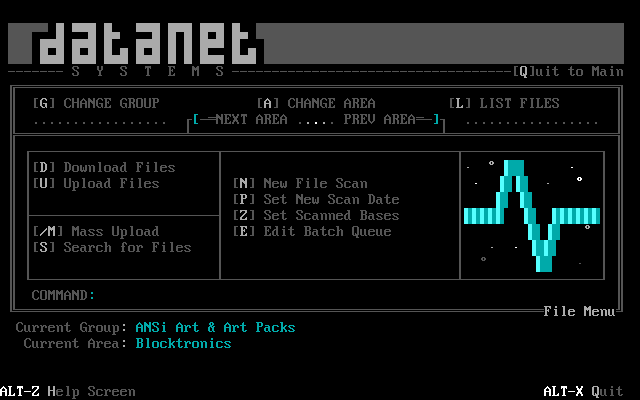 datanet
SYSTEMS [Q]uit to Main
[G] CHANGE GROUP [A] CHANGE AREA [L] LIST FILES
................. [─=NEXT AREA ..... PREV AREA=─] .................
[D] Download Files
[U] Upload Files
[/M] Mass Upload
[S] Search for Files
[N] New File Scan
[P] Set New Scan Date
[Z] Set Scanned Bases
[E] Edit Batch Queue
COMMAND:
File Menu
Current Group: ANSi Art & Art Packs
Current Area: Blocktronics
ALT-Z Help Screen ALT-X Quit